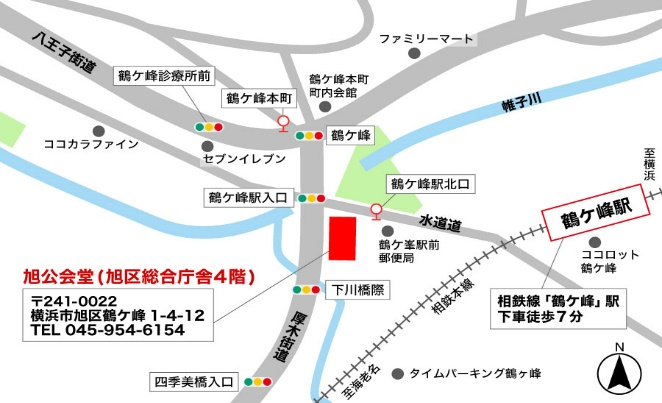 八王子街道
ファミリーマート
鶴ケ峰診療所前
鶴ケ峰本町
鶴ケ峰本町
町内会館
帷子川
ココカラファイン
セブンイレブン
鶴ケ峰
至横浜
鶴ケ峰駅入口
鶴ケ峰駅北口
水道道
鶴ケ峰駅
鶴ケ峯駅前
郵便局
ココロット
鶴ケ峰
旭公会堂(旭区総合庁舎4階)
〒241-0022
横浜市旭区鶴ケ峰 1-4-12
TEL 045-954-6154
下川橋際
相鉄本線
相鉄線「鶴ケ峰」駅
下車徒歩7分
厚木街道
四季美橋入口
至海老名
タイムパーキング鶴ヶ峰
N